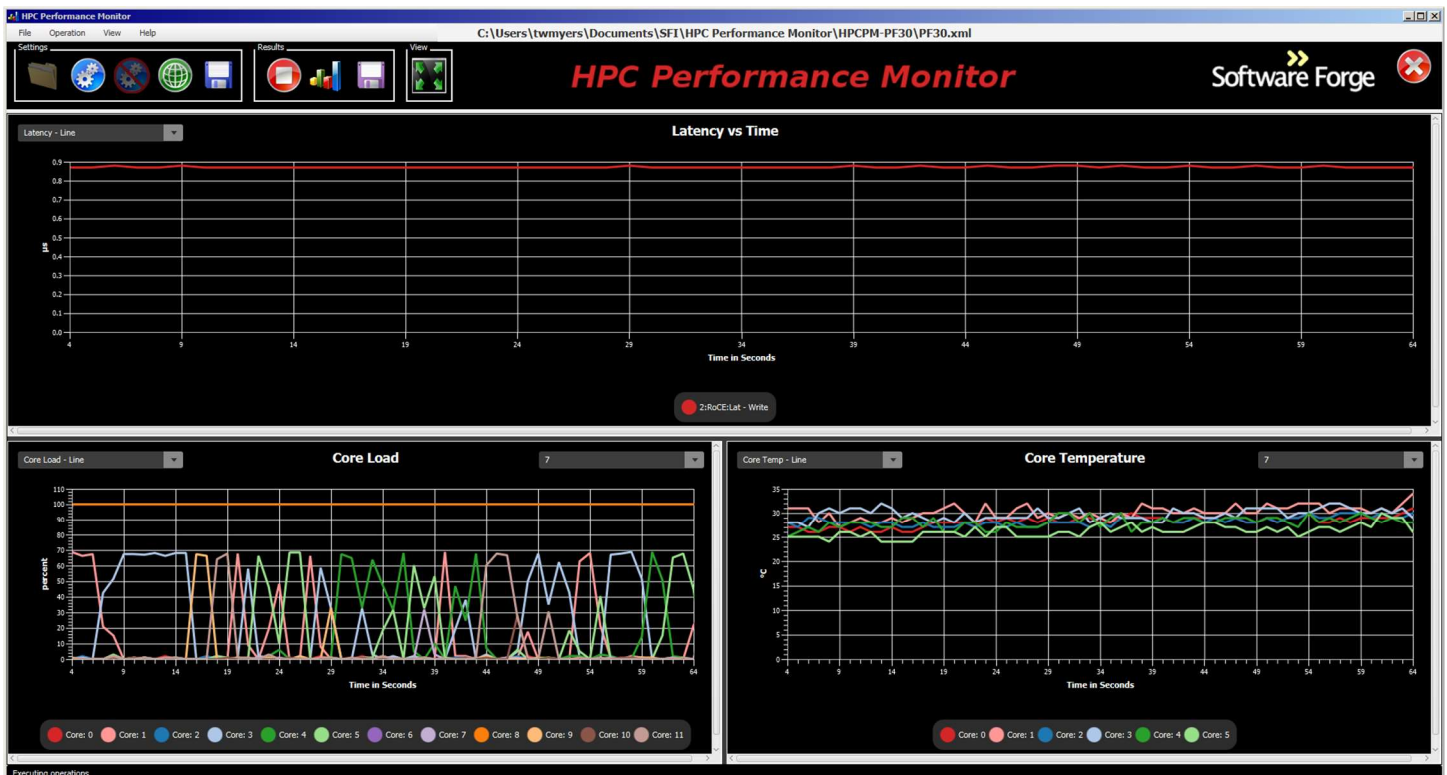 HPC Performance Monitor
File Operation View Help
C:\Users\twmyers\Documents\SFI\HPC Performance Monitor\HPCPM-PF30\PF30.xml
Settings Results View
HPC Performance Monitor
Software Forge
Latency - Line
Latency vs Time
0.9
0.8
0.7
0.6
0.5
0.4
0.3
0.2
0.1
0.0
µs
4 9 14 19 24 29 34 39 44 49 54 59 64
Time in Seconds
2:RoCE:Lat - Write
Core Load - Line
Core Load
7
110
100
90
80
70
60
50
40
30
20
10
0
percent
4 9 14 19 24 29 34 39 44 49 54 59 64
Time in Seconds
Core: 0 Core: 1 Core: 2 Core: 3 Core: 4 Core: 5 Core: 6 Core: 7 Core: 8 Core: 9 Core: 10 Core: 11
Core Temp - Line
Core Temperature
7
35
30
25
20
15
10
5
0
°C
4 9 14 19 24 29 34 39 44 49 54 59 64
Time in Seconds
Core: 0 Core: 1 Core: 2 Core: 3 Core: 4 Core: 5
Executing operations